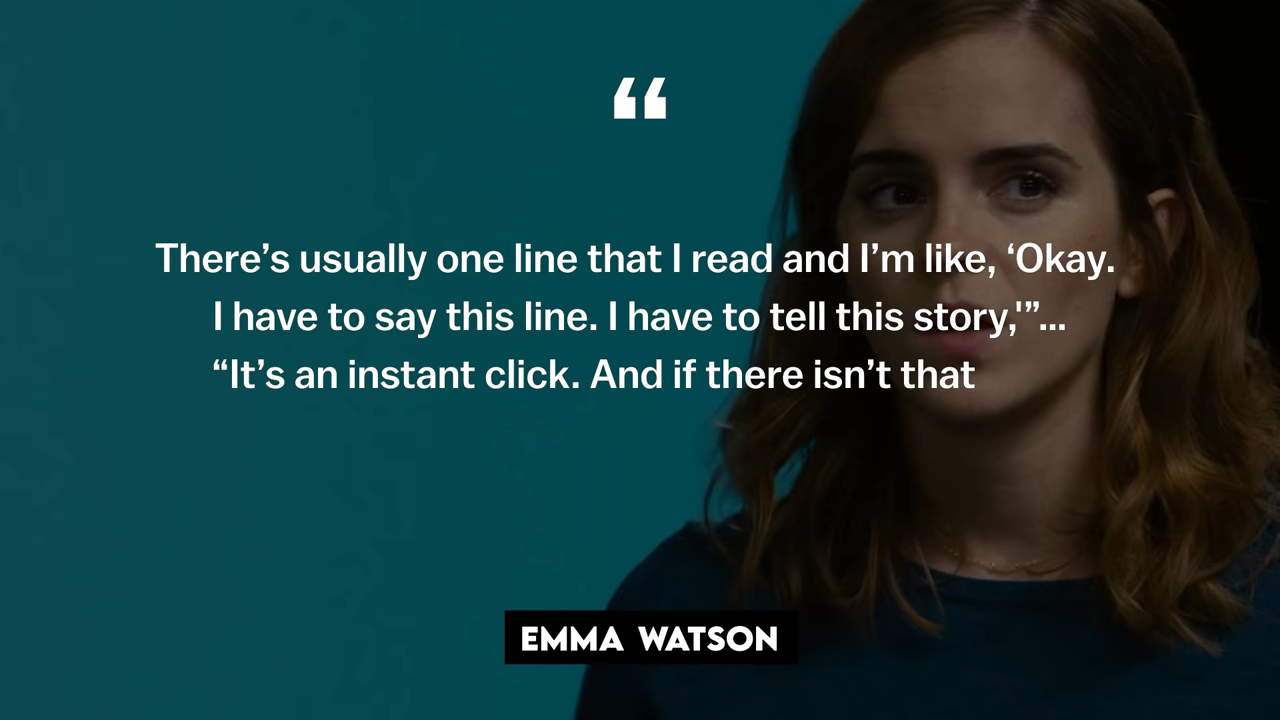 “
There’s usually one line that I read and I’m like, ‘Okay.
I have to say this line. I have to tell this story,'”...
“It’s an instant click. And if there isn’t that
EMMA WATSON